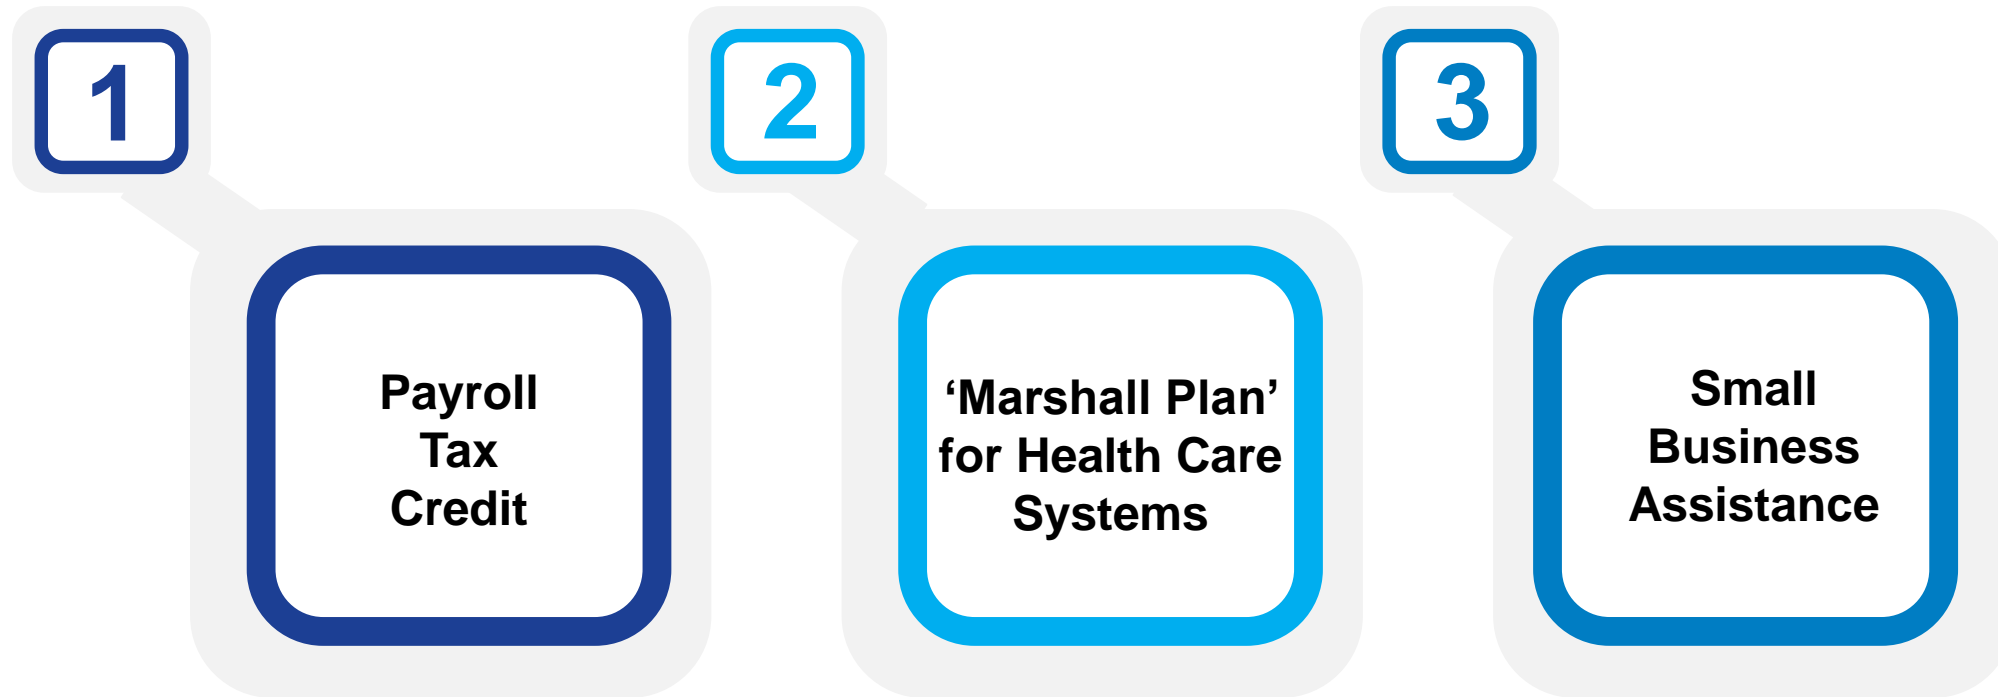 1
Payroll
Tax
Credit
2
‘Marshall Plan’
for Health Care
Systems
3
Small
Business
Assistance